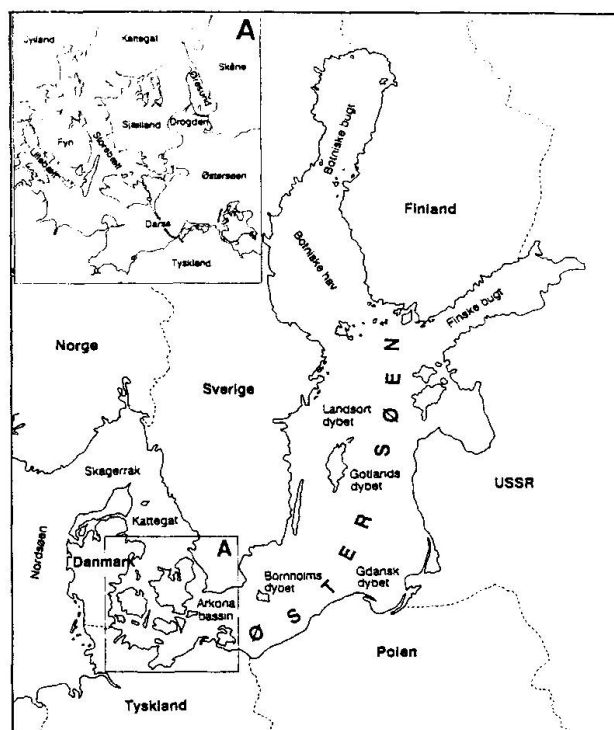 A
Jylland
Kattegat
Skåne
Øresund
Sjælland
Drogden
Fyn
Storebælt
Lillebælt
Østersøen
Darss
Tyskland
Botniske bugt
Finland
Botniske hav
Finske bugt
Norge
Sverige
Landsort
dybet
Gotlands
dybet
USSR
Skagerrak
Kattegat
Nordsøen
Danmark
A
Bornholms
dybet
Gdansk
dybet
Arkona
bassin
ØSTERSØEN
Polen
Tyskland